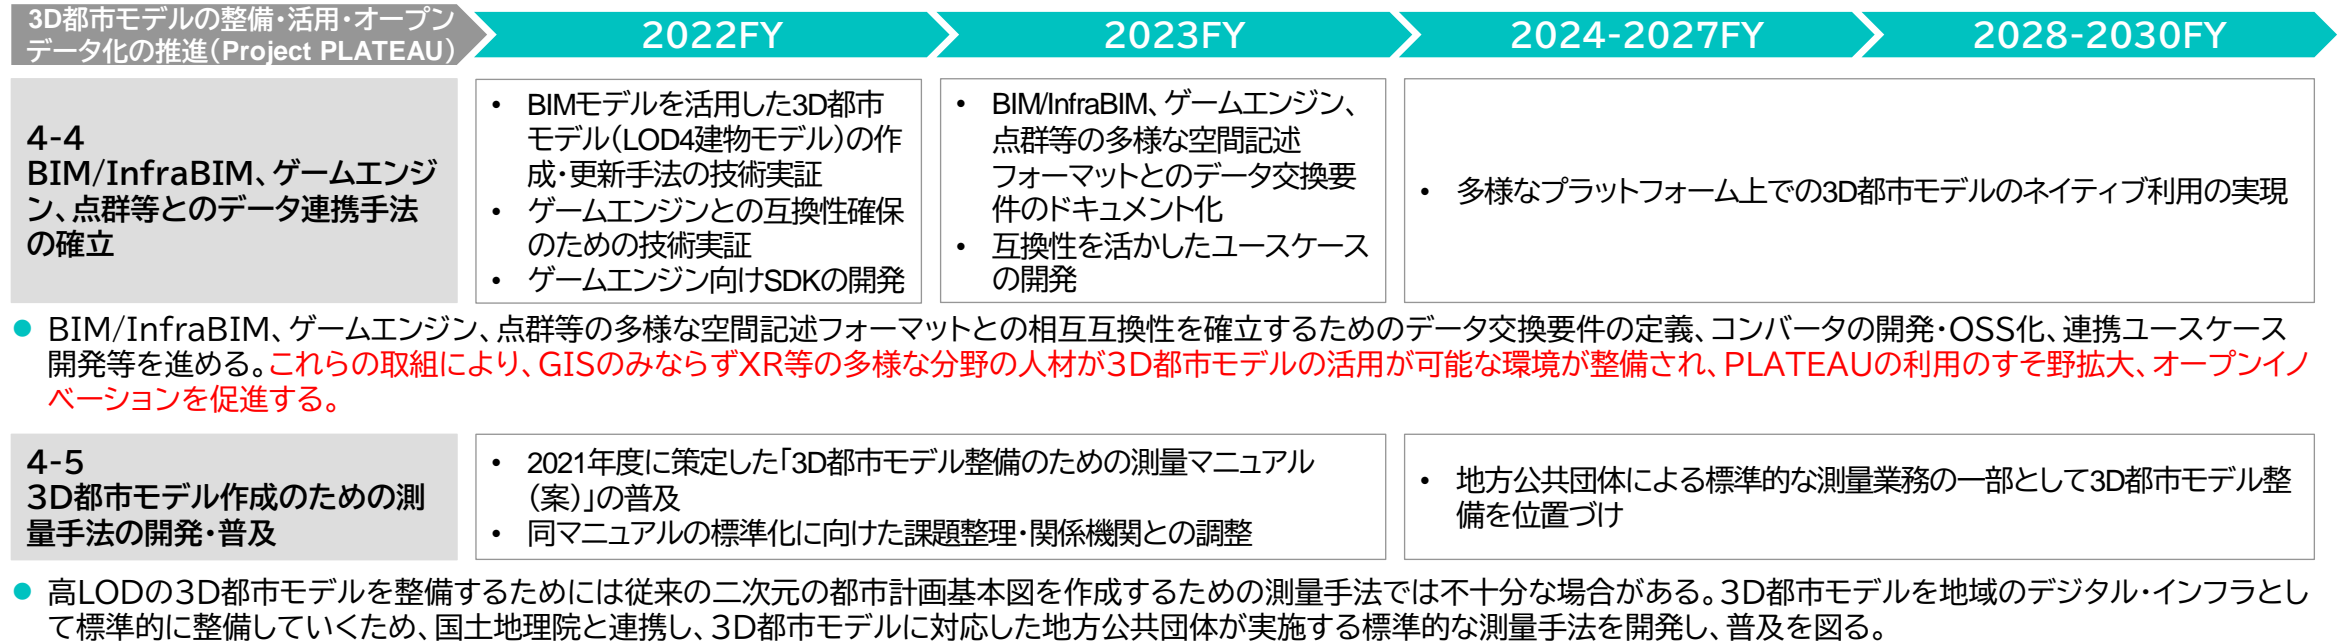 3D都市モデルの整備・活用・オープン
データ化の推進(Project PLATEAU)
2022FY
2023FY
2024-2027FY
2028-2030FY
4-4
BIM/InfraBIM、ゲームエンジ
ン、点群等とのデータ連携手法
の確立
• BIMモデルを活用した3D都市
モデル(LOD4建物モデル)の作
成・更新手法の技術実証
• ゲームエンジンとの互換性確保
のための技術実証
• ゲームエンジン向けSDKの開発
• BIM/InfraBIM、ゲームエンジン、
点群等の多様な空間記述
フォーマットとのデータ交換要
件のドキュメント化
• 互換性を活かしたユースケース
の開発
• 多様なプラットフォーム上での3D都市モデルのネイティブ利用の実現
● BIM/InfraBIM、ゲームエンジン、点群等の多様な空間記述フォーマットとの相互互換性を確立するためのデータ交換要件の定義、コンバータの開発・OSS化、連携ユースケース
開発等を進める。これらの取組により、GISのみならずXR等の多様な分野の人材が3D都市モデルの活用が可能な環境が整備され、PLATEAUの利用のすそ野拡大、オープンイノ
ベーションを促進する。
4-5
3D都市モデル作成のための測
量手法の開発・普及
• 2021年度に策定した「3D都市モデル整備のための測量マニュアル
(案)」の普及
• 同マニュアルの標準化に向けた課題整理・関係機関との調整
• 地方公共団体による標準的な測量業務の一部として3D都市モデル整
備を位置づけ
● 高LODの3D都市モデルを整備するためには従来の二次元の都市計画基本図を作成するための測量手法では不十分な場合がある。3D都市モデルを地域のデジタル・インフラとし
て標準的に整備していくため、国土地理院と連携し、3D都市モデルに対応した地方公共団体が実施する標準的な測量手法を開発し、普及を図る。